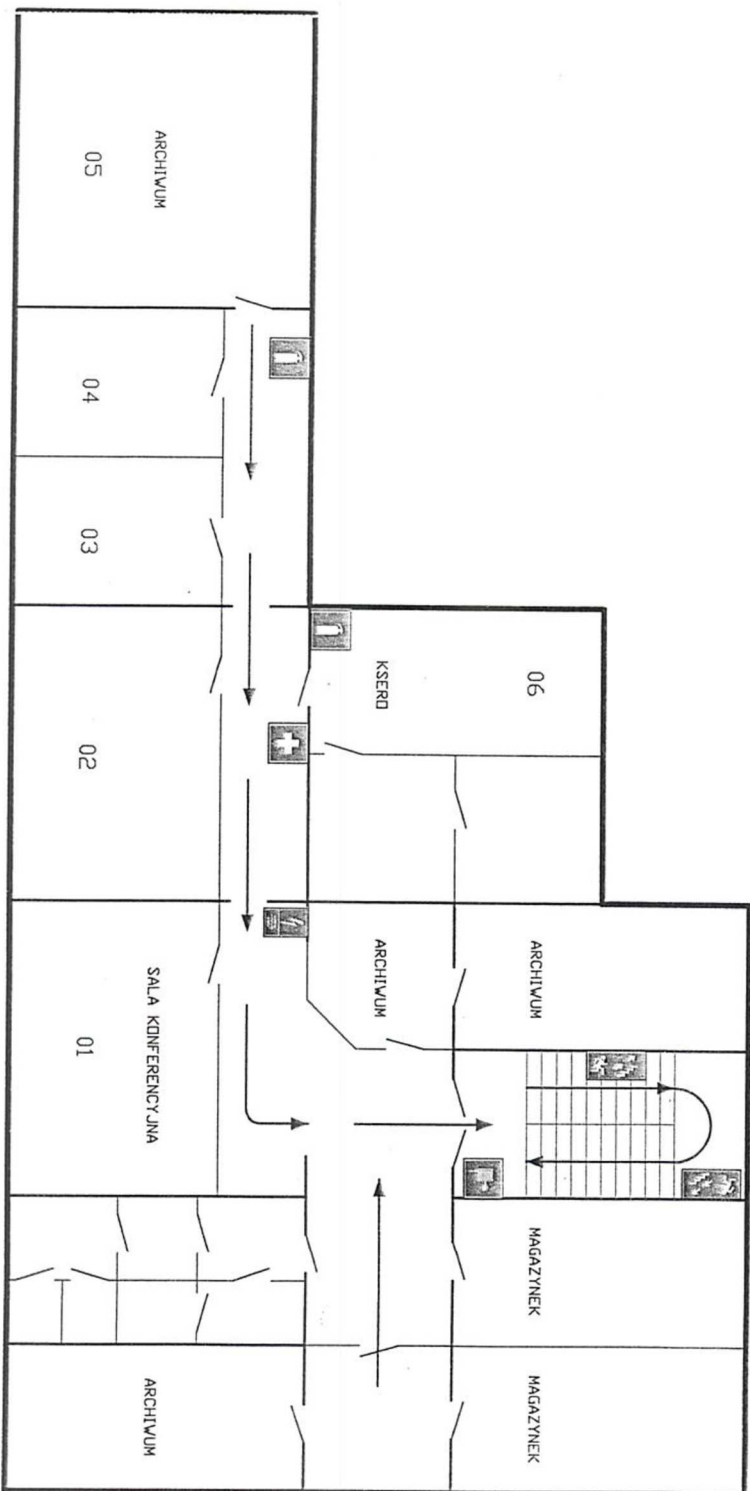 ARCHIWUM
05
04
03
02
KSERO
06
ARCHIWUM
ARCHIWUM
SALA KONFERENCYJNA
01
MAGAZYNEK
MAGAZYNEK
ARCHIWUM